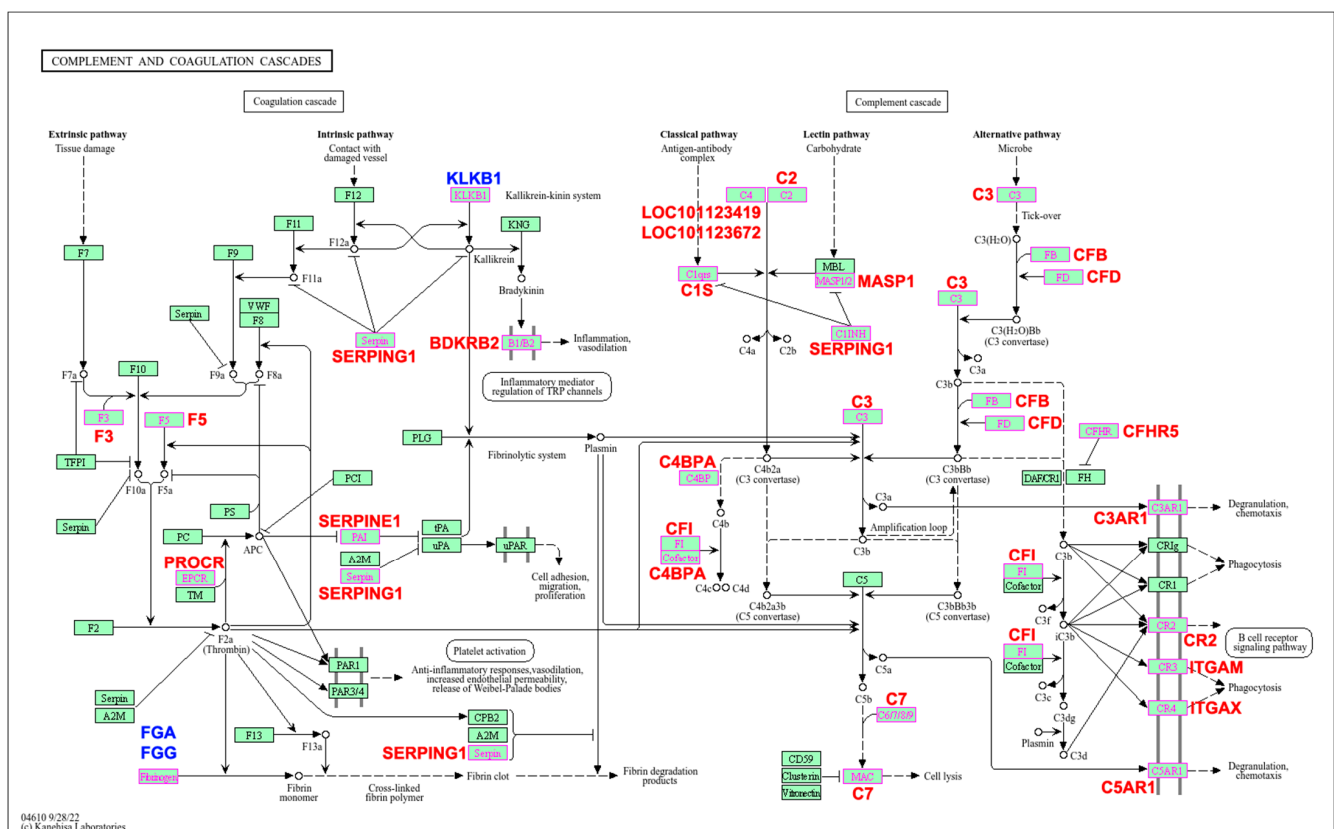 COMPLEMENT AND COAGULATION CASCADES
Coagulation cascade
Complement cascade
Extrinsic pathway
Tissue damage
Intrinsic pathway
Contact with
damaged vessel
Classical pathway
Antigen-antibody
complex
Lectin pathway
Carbohydrate
Alternative pathway
Microbe
KLKB1
F12
KLKB1
Kallikrein-kinin system
C2
C4
C2
C3
C3
LOC101123419
LOC101123672
Tick-over
F11
KNG
F12a
C3(H2O)
F7
F9
Kallikrein
FB
CFB
F11a
C1qrs
MBL
MASP1/2
MASP1
FD
CFD
C1S
C3
C3
Bradykinin
Serpin
VWF
F8
C3(H2O)Bb
(C3 convertase)
Serpin
SERPING1
BDKRB2
B1/B2
Inflammation,
vasodilation
C1INH
SERPING1
C4a
C2b
C3a
F7a
F10
F9a
F8a
Inflammatory mediator
regulation of TRP channels
C3b
F3
F3
F5
F5
C3
C3
FB
CFB
FD
CFD
CFHR
CFHR5
PLG
Fibrinolytic system
Plasmin
TFPI
F10a
F5a
PCI
C4BPA
C4BP
C4b2a
(C3 convertase)
C3bBb
(C3 convertase)
DAF/CR1
FH
Serpin
PS
SERPINE1
PAI
tPA
uPA
uPAR
C4b
C3a
Amplification loop
C3b
C3AR1
C3AR1
Degranulation,
chemotaxis
PC
APC
A2M
Serpin
SERPING1
Cell adhesion,
migration,
proliferation
CFI
FI
Cofactor
C4BPA
C4c
C4d
PROCR
EPCR
TM
C3b
CRIg
Phagocytosis
CFI
FI
Cofactor
CR1
C3f
C5
C4b2a3b
(C5 convertase)
C3bBb3b
(C5 convertase)
F2
F2a
(Thrombin)
iC3b
CR2
CR2
B cell receptor
signaling pathway
Platelet activation
PAR1
PAR3/4
Anti-inflammatory responses,vasodilation,
increased endothelial permeability,
release of Weibel-Palade bodies
C5a
C5b
CFI
FI
Cofactor
C3c
CR3
ITGAM
Phagocytosis
CR4
ITGAX
Serpin
A2M
C7
C6/7/8/9
C3dg
Plasmin
C3d
FGA
FGG
Fibrinogen
F13
F13a
CPB2
A2M
Serpin
SERPING1
Fibrin
monomer
Cross-linked
fibrin polymer
Fibrin clot
Fibrin degradation
products
CD59
Clusterin
Vitronectin
MAC
C7
Cell lysis
C5AR1
C5AR1
Degranulation,
chemotaxis
04610 9/28/22
(c) Kanehisa Laboratories